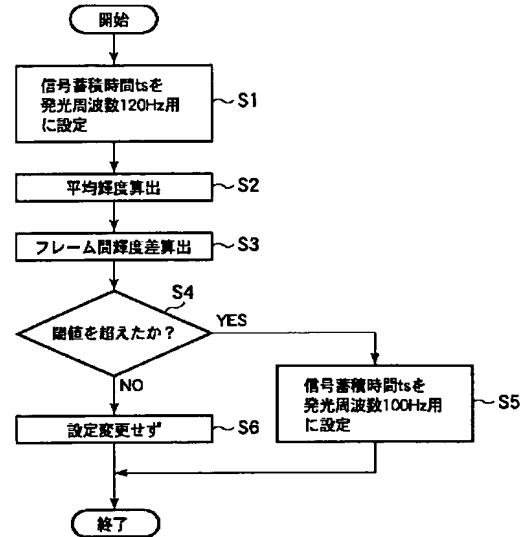 開始
信号蓄積時間tsを
発光周波数120Hz用
に設定
S1
平均輝度算出
S2
フレーム間輝度差算出
S3
S4
閾値を超えたか？
YES
NO
信号蓄積時間tsを
発光周波数100Hz用
に設定
S5
設定変更せず
S6
終了